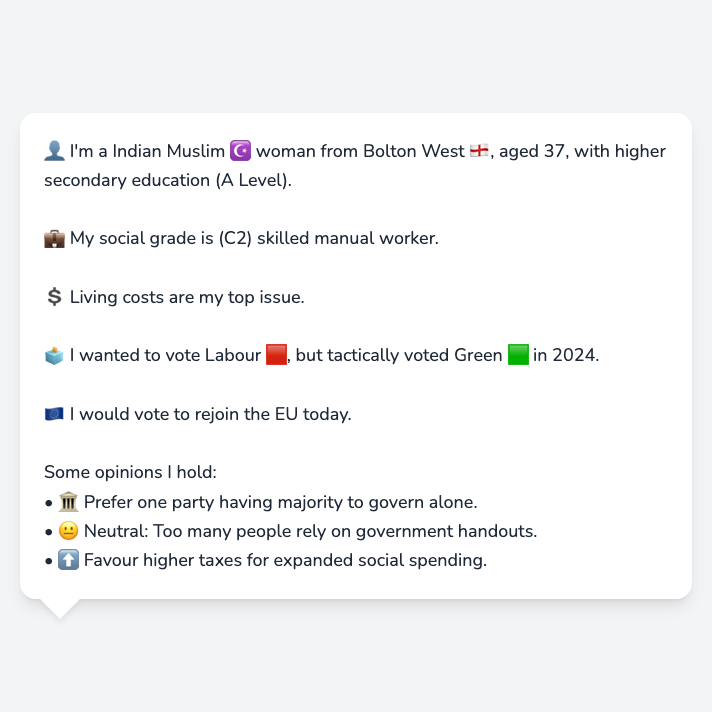 👤 I'm a Indian Muslim ☪️ woman from Bolton West 🏴󠁧󠁢󠁥󠁮󠁧󠁿, aged 37, with higher
secondary education (A Level).
💼 My social grade is (C2) skilled manual worker.
💲 Living costs are my top issue.
🗳️ I wanted to vote Labour 🟥, but tactically voted Green 🟩 in 2024.
🇪🇺 I would vote to rejoin the EU today.
Some opinions I hold:
• 🏛️ Prefer one party having majority to govern alone.
• 😐 Neutral: Too many people rely on government handouts.
• ⬆️ Favour higher taxes for expanded social spending.